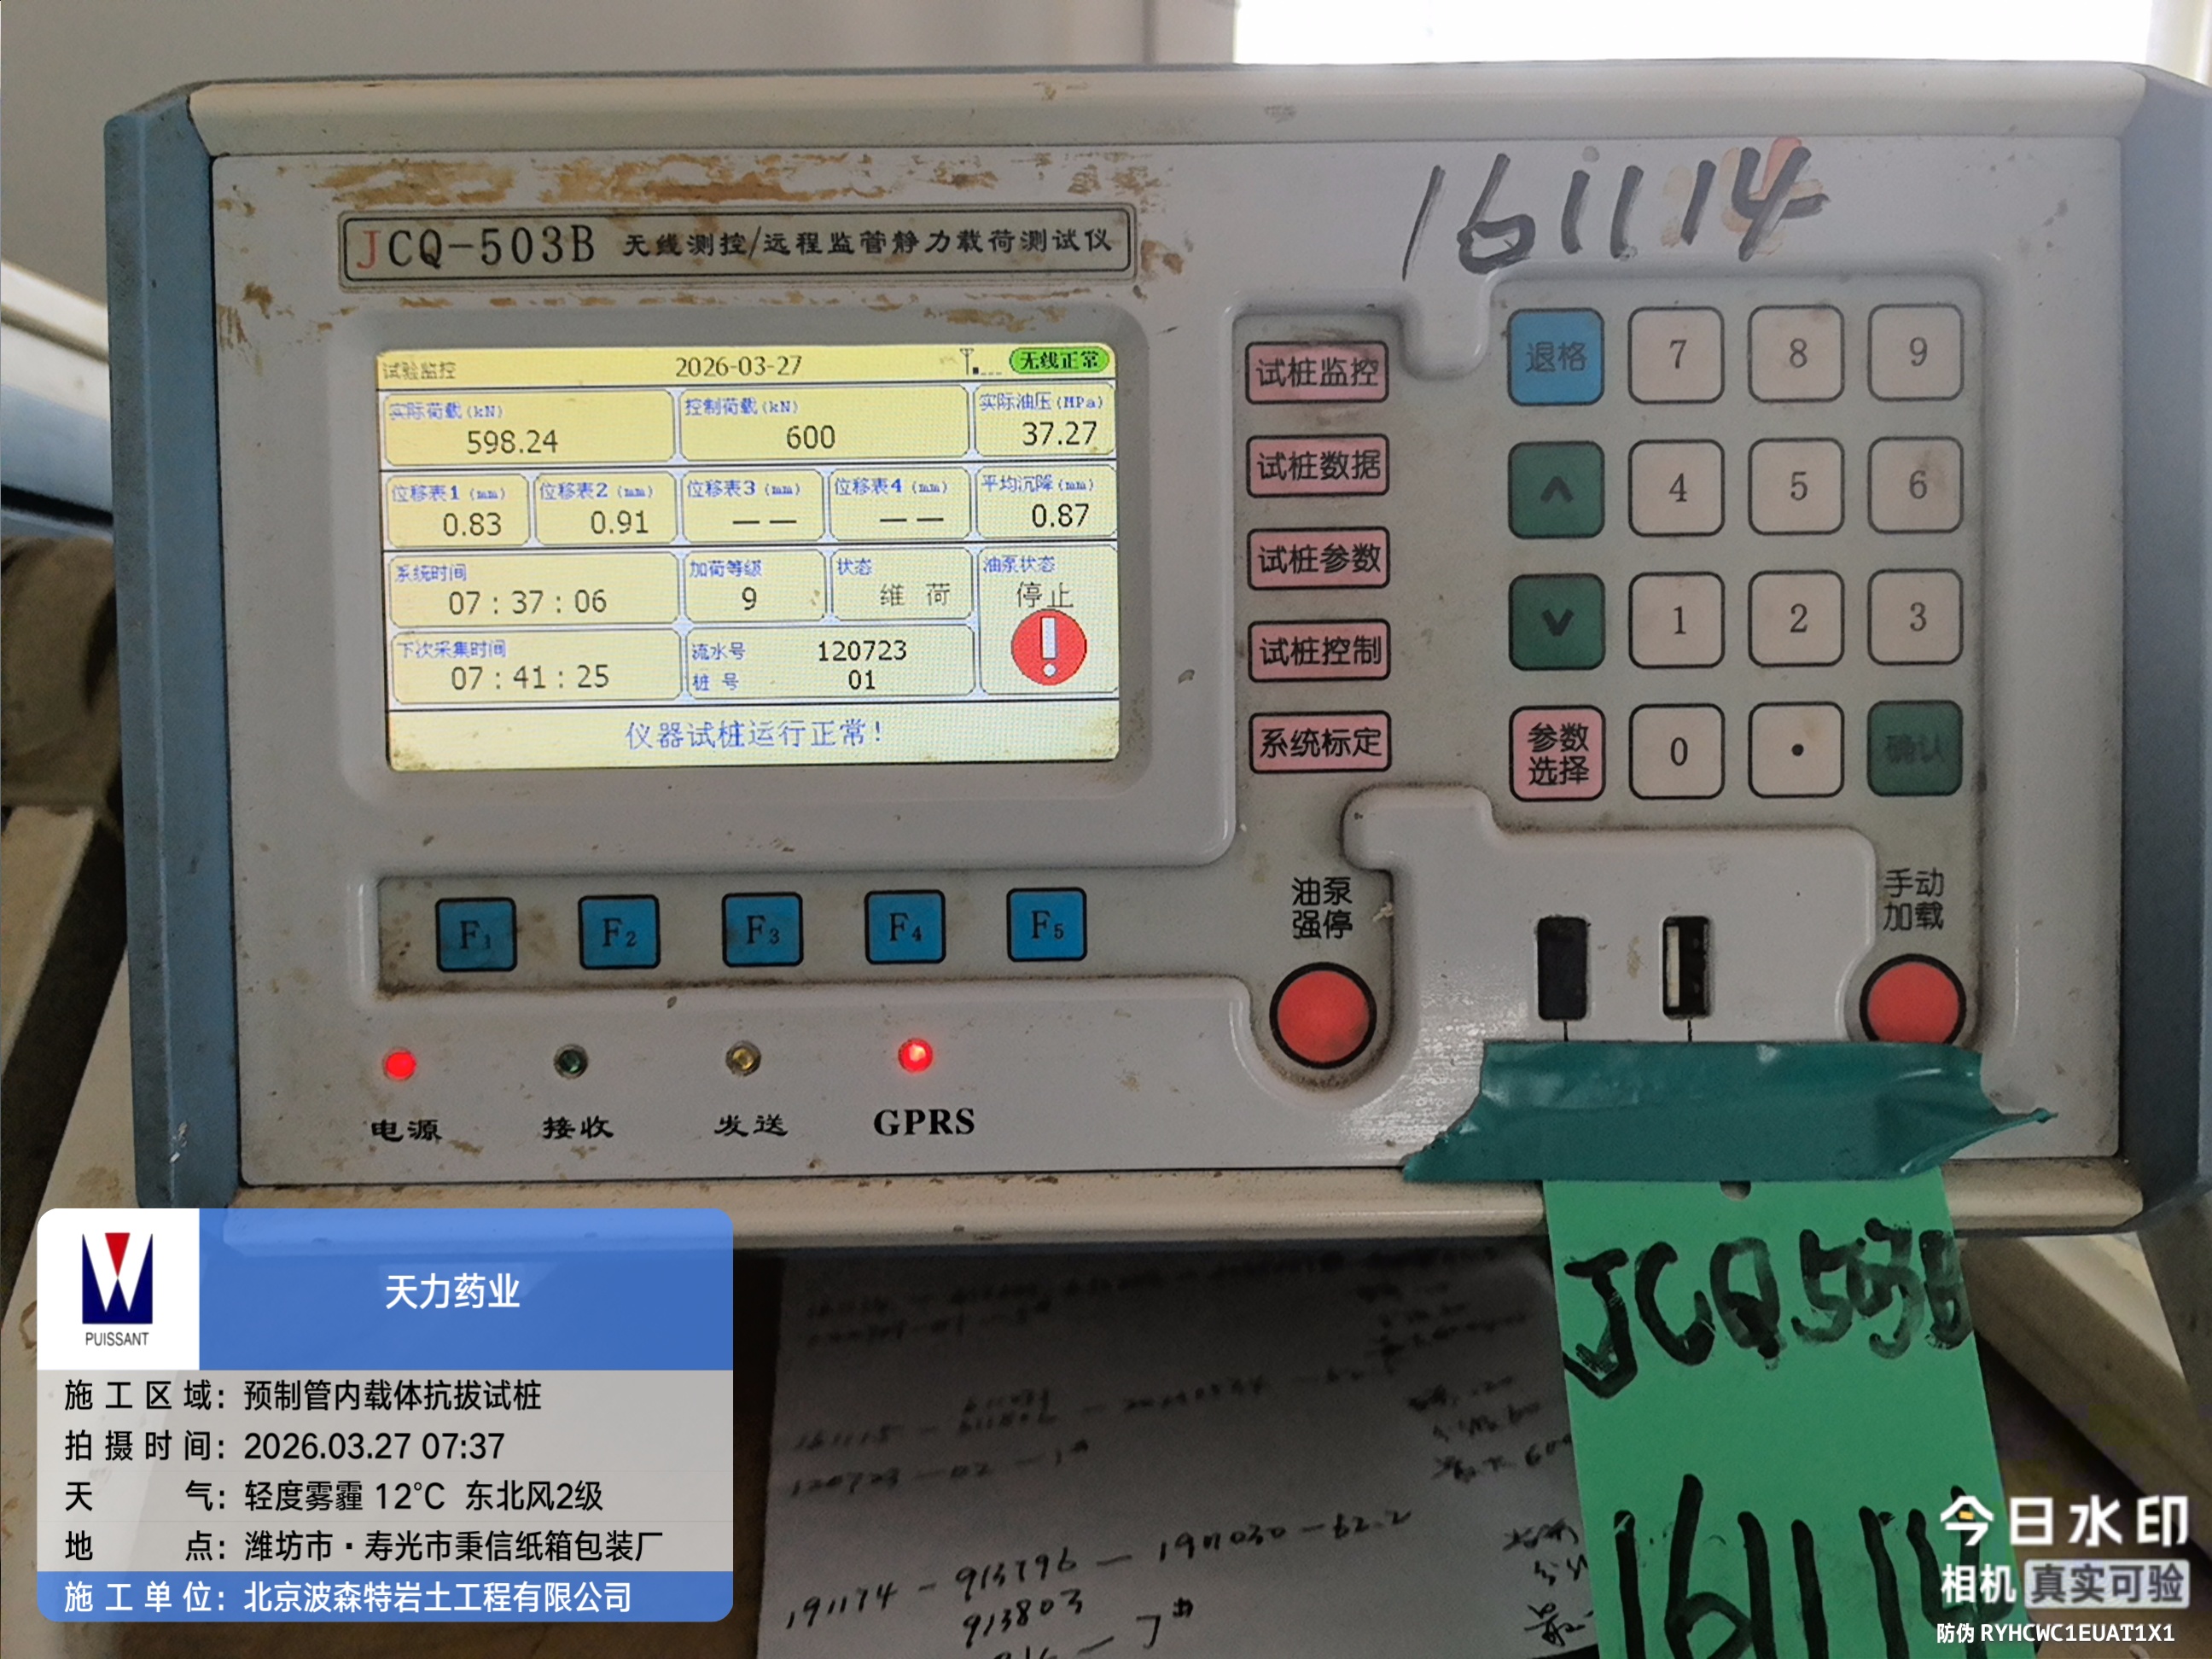 161114
JCQ-503B 无线测控/远程监管静力载荷测试仪
试验监控 2026-03-27 无线正常
实际荷载(kN) 控制荷载(kN) 实际油压(MPa)
598.24 600 37.27
位移表1(mm) 位移表2(mm) 位移表3(mm) 位移表4(mm) 平均沉降(mm)
0.83 0.91 —— —— 0.87
系统时间 加荷等级 状态 油泵状态
07:37:06 9 维荷 停止
下次采集时间 流水号 120723
07:41:25 桩号 01
仪器试桩运行正常!
试桩监控
试桩数据
试桩参数
试桩控制
系统标定
退格 7 8 9
4 5 6
1 2 3
参数选择 0 . 确认
F1 F2 F3 F4 F5
油泵
强停
手动
加载
电源 接收 发送 GPRS
JCQ503B
161114
120723-02-1#
191174-913796-191030-62.2
913803
7#
PUISSANT
天力药业
施工区域:预制管内载体抗拔试桩
拍摄时间:2026.03.27 07:37
天气:轻度雾霾 12℃ 东北风2级
地点:潍坊市·寿光市秉信纸箱包装厂
施工单位:北京波森特岩土工程有限公司
今日水印
相机 真实可验
防伪 RYHCWC1EUAT1X1